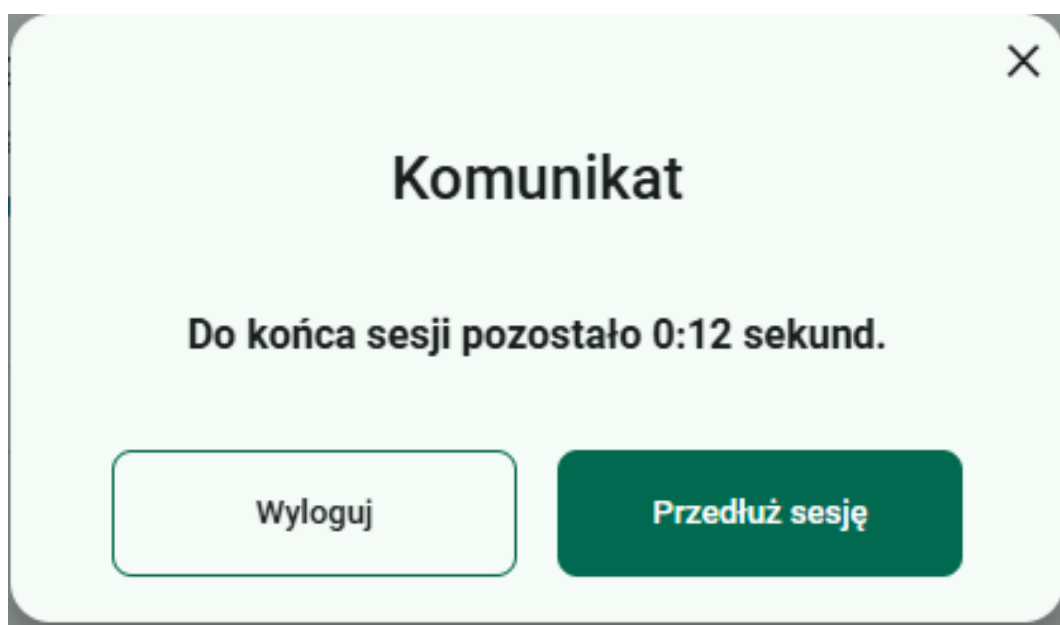 Komunikat
Do końca sesji pozostało 0:12 sekund.
Wyloguj
Przedłuż sesję